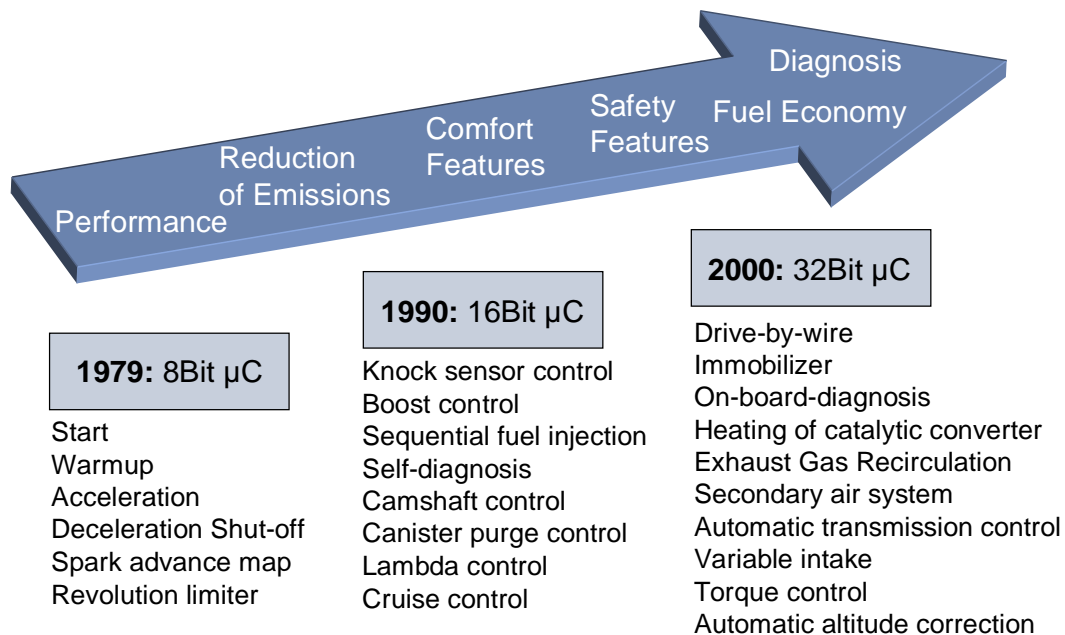 Performance
Reduction
of Emissions
Comfort
Features
Safety
Features
Fuel Economy
Diagnosis
1979: 8Bit µC
Start
Warmup
Acceleration
Deceleration Shut-off
Spark advance map
Revolution limiter
1990: 16Bit µC
Knock sensor control
Boost control
Sequential fuel injection
Self-diagnosis
Camshaft control
Canister purge control
Lambda control
Cruise control
2000: 32Bit µC
Drive-by-wire
Immobilizer
On-board-diagnosis
Heating of catalytic converter
Exhaust Gas Recirculation
Secondary air system
Automatic transmission control
Variable intake
Torque control
Automatic altitude correction